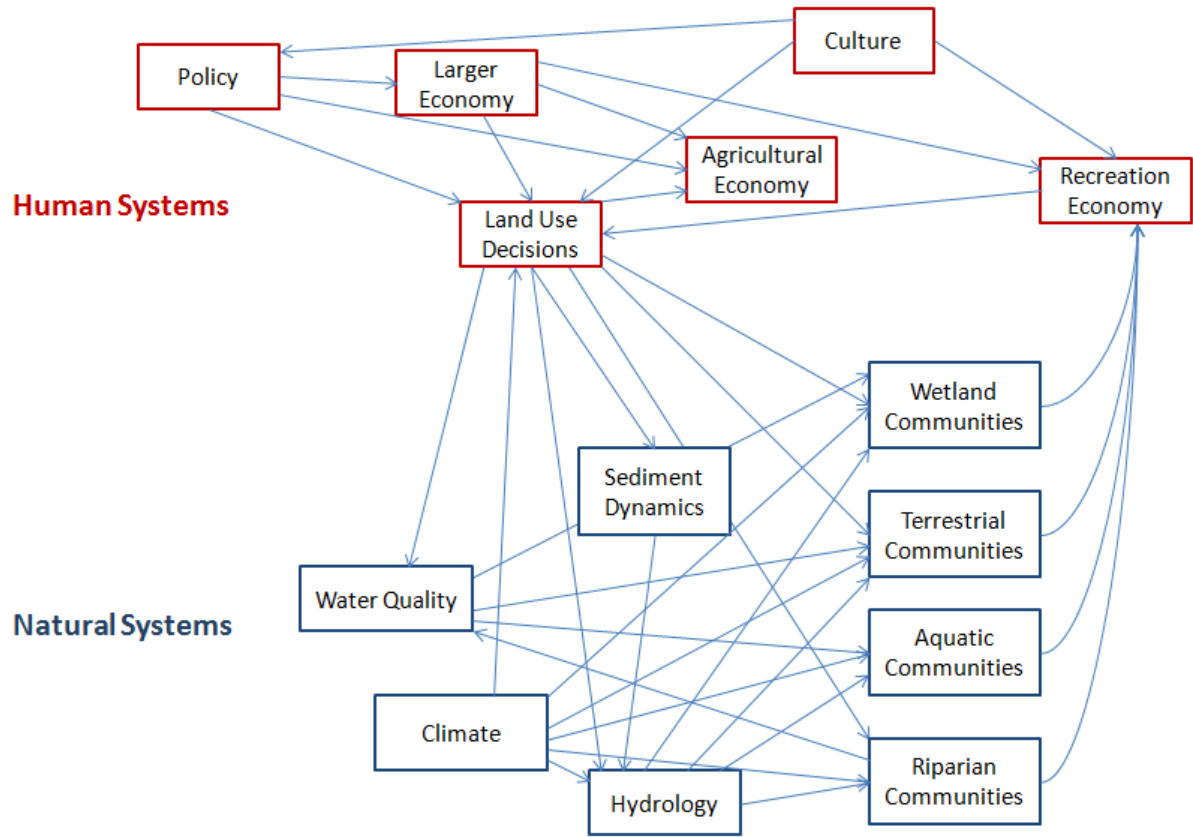 Culture
Policy
Larger
Economy
Agricultural
Economy
Recreation
Economy
Human Systems
Land Use
Decisions
Wetland
Communities
Sediment
Dynamics
Terrestrial
Communities
Water Quality
Natural Systems
Aquatic
Communities
Climate
Riparian
Communities
Hydrology